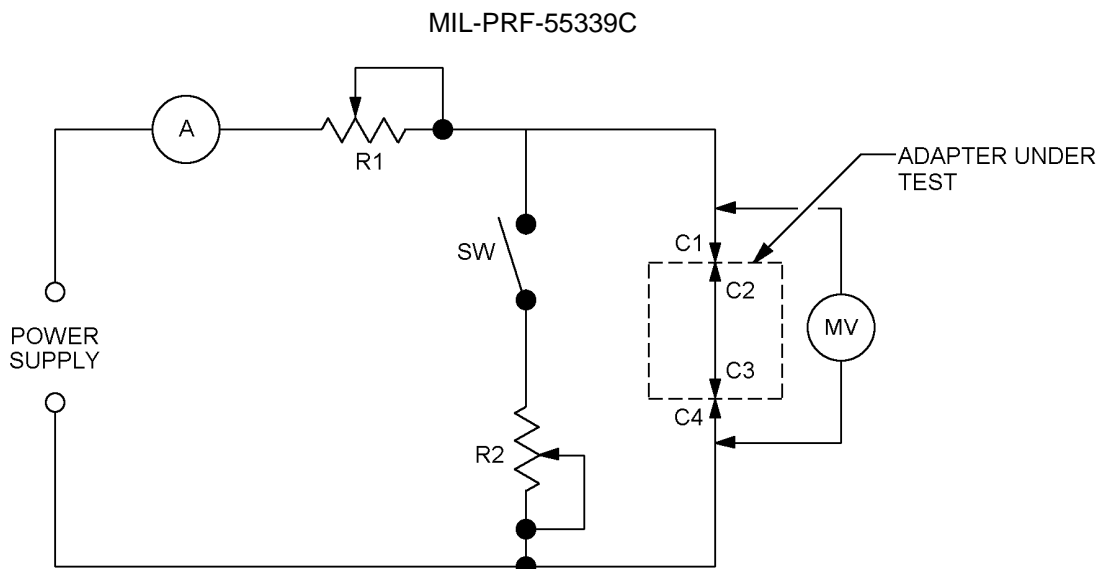 MIL-PRF-55339C
A
R1
ADAPTER UNDER
TEST
SW
C1
C2
POWER
SUPPLY
MV
C3
C4
R2